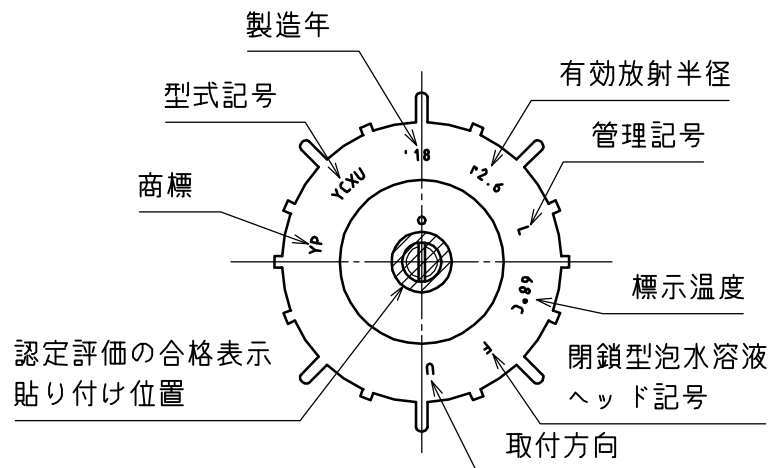 製造年
有効放射半径
型式記号
管理記号
商標
'18
r2.6
YCXU
L
YP
68°C
標示温度
認定評価の合格表示
貼り付け位置
F
閉鎖型泡水溶液
ヘッド記号
U
取付方向